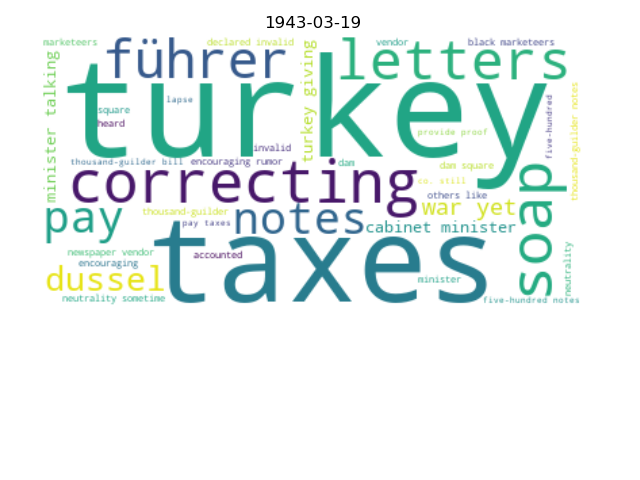 1943-03-19
marketeers
declared invalid
vendor
black marketeers
führer
letters
minister talking
turkey giving
turkey
lapse
square
heard
provide proof
five-hundred
thousand-guilder notes
invalid
thousand-guilder bill
encouraging rumor
dam
dam square
correcting
co. still
others like
soap
pay
thousand-guilder
notes
war yet
pay taxes
cabinet minister
taxes
newspaper vendor
accounted
encouraging
dussel
minister
neutrality
neutrality sometime
five-hundred notes